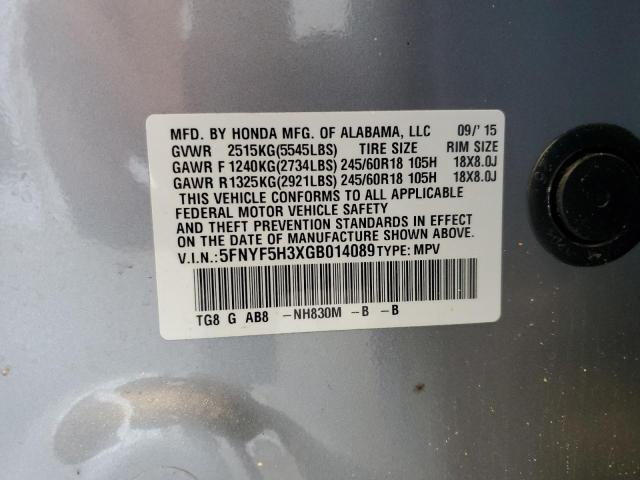 MFD. BY HONDA MFG. OF ALABAMA, LLC 09/'15
GVWR 2515KG(5545LBS) TIRE SIZE RIM SIZE
GAWR F 1240KG(2734LBS) 245/60R18 105H 18X8.0J
GAWR R1325KG(2921LBS) 245/60R18 105H 18X8.0J
THIS VEHICLE CONFORMS TO ALL APPLICABLE
FEDERAL MOTOR VEHICLE SAFETY
AND THEFT PREVENTION STANDARDS IN EFFECT
ON THE DATE OF MANUFACTURE SHOWN ABOVE.
V.I.N.:5FNYF5H3XGB014089 TYPE: MPV
TG8 G AB8 -NH830M -B -B